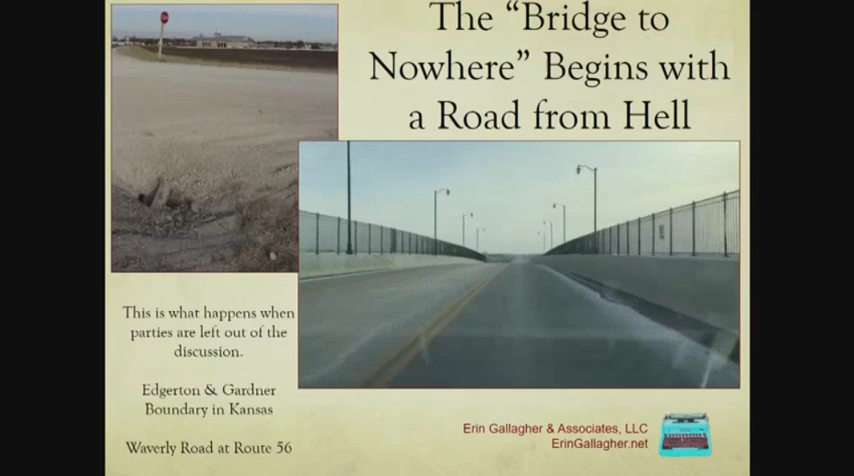 The “Bridge to
Nowhere” Begins with
a Road from Hell
This is what happens when
parties are left out of the
discussion.
Edgerton & Gardner
Boundary in Kansas
Waverly Road at Route 56
Erin Gallagher & Associates, LLC
ErinGallagher.net